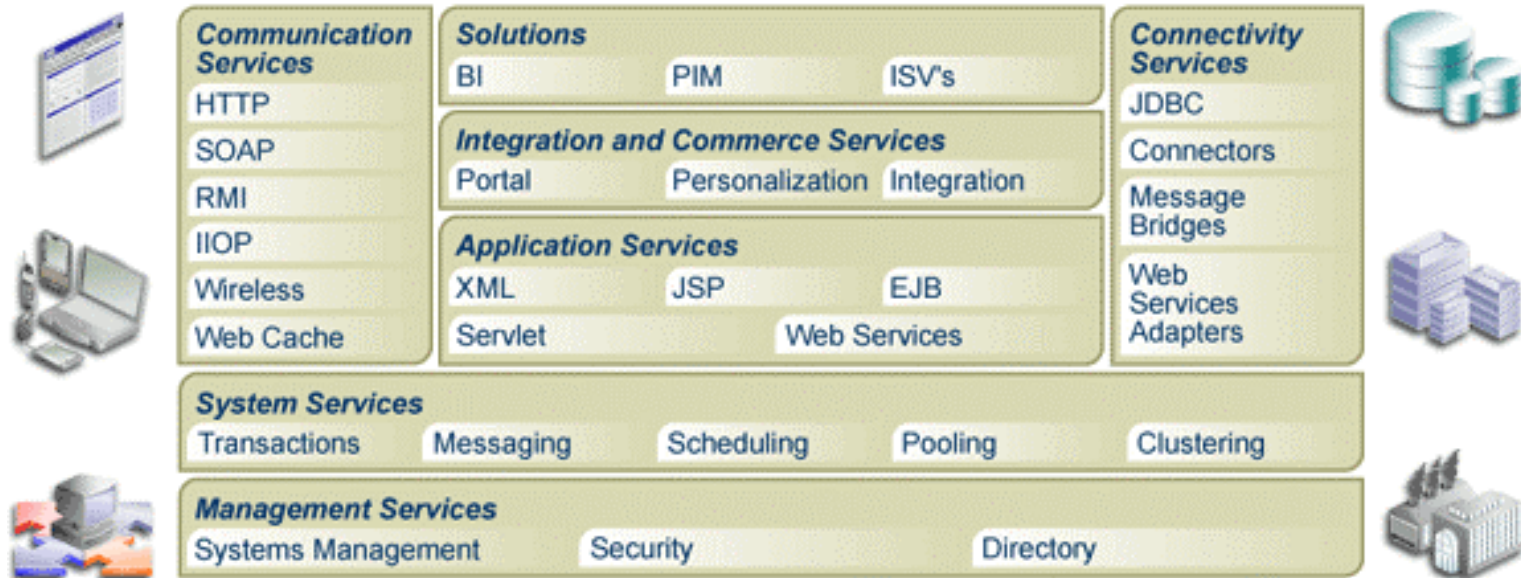 Communication
Services
HTTP
SOAP
RMI
IIOP
Wireless
Web Cache
Solutions
BI PIM ISV's
Integration and Commerce Services
Portal Personalization Integration
Application Services
XML JSP EJB
Servlet Web Services
Connectivity
Services
JDBC
Connectors
Message
Bridges
Web
Services
Adapters
System Services
Transactions Messaging Scheduling Pooling Clustering
Management Services
Systems Management Security Directory